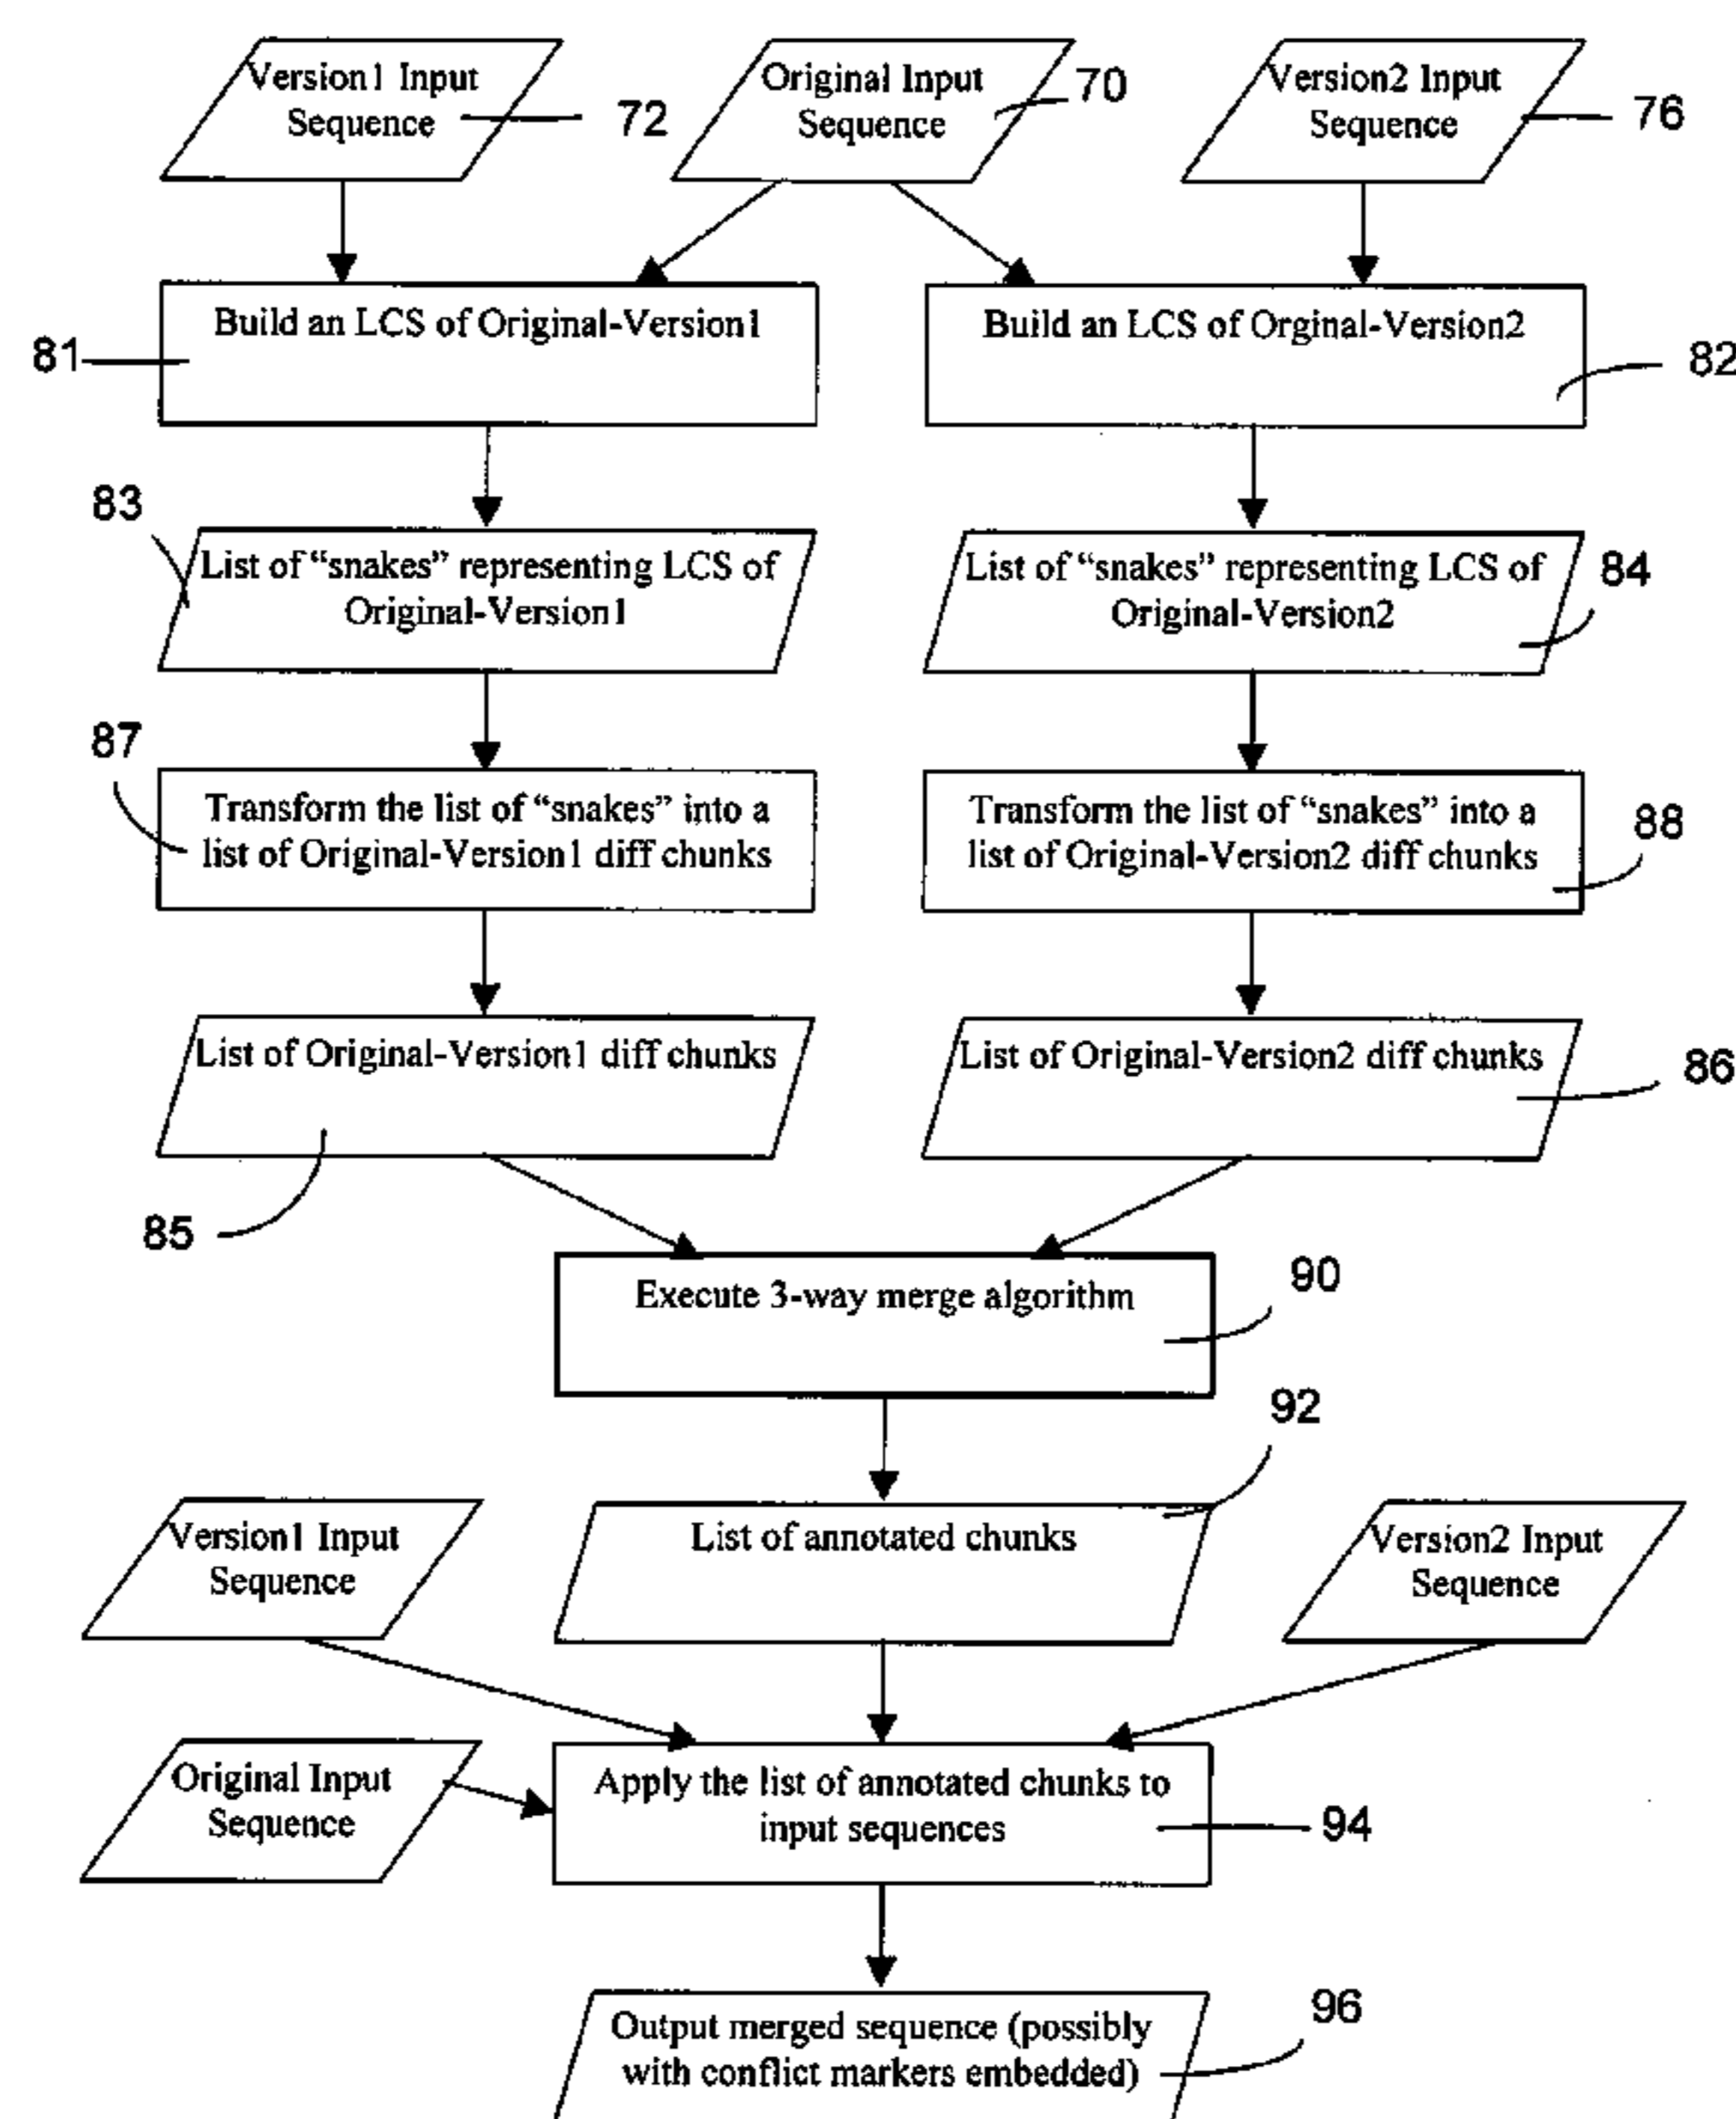 Version1 Input
Sequence
72
Original Input
Sequence
70
Version2 Input
Sequence
76
Build an LCS of Original-Version1
81
Build an LCS of Orginal-Version2
82
83
List of “snakes” representing LCS of
Original-Version1
List of “snakes” representing LCS of
Original-Version2
84
87
Transform the list of “snakes” into a
list of Original-Version1 diff chunks
Transform the list of “snakes” into a
list of Original-Version2 diff chunks
88
List of Original-Version1 diff chunks
85
List of Original-Version2 diff chunks
86
Execute 3-way merge algorithm
90
92
Version1 Input
Sequence
List of annotated chunks
Version2 Input
Sequence
Original Input
Sequence
Apply the list of annotated chunks to
input sequences
94
Output merged sequence (possibly
with conflict markers embedded)
96